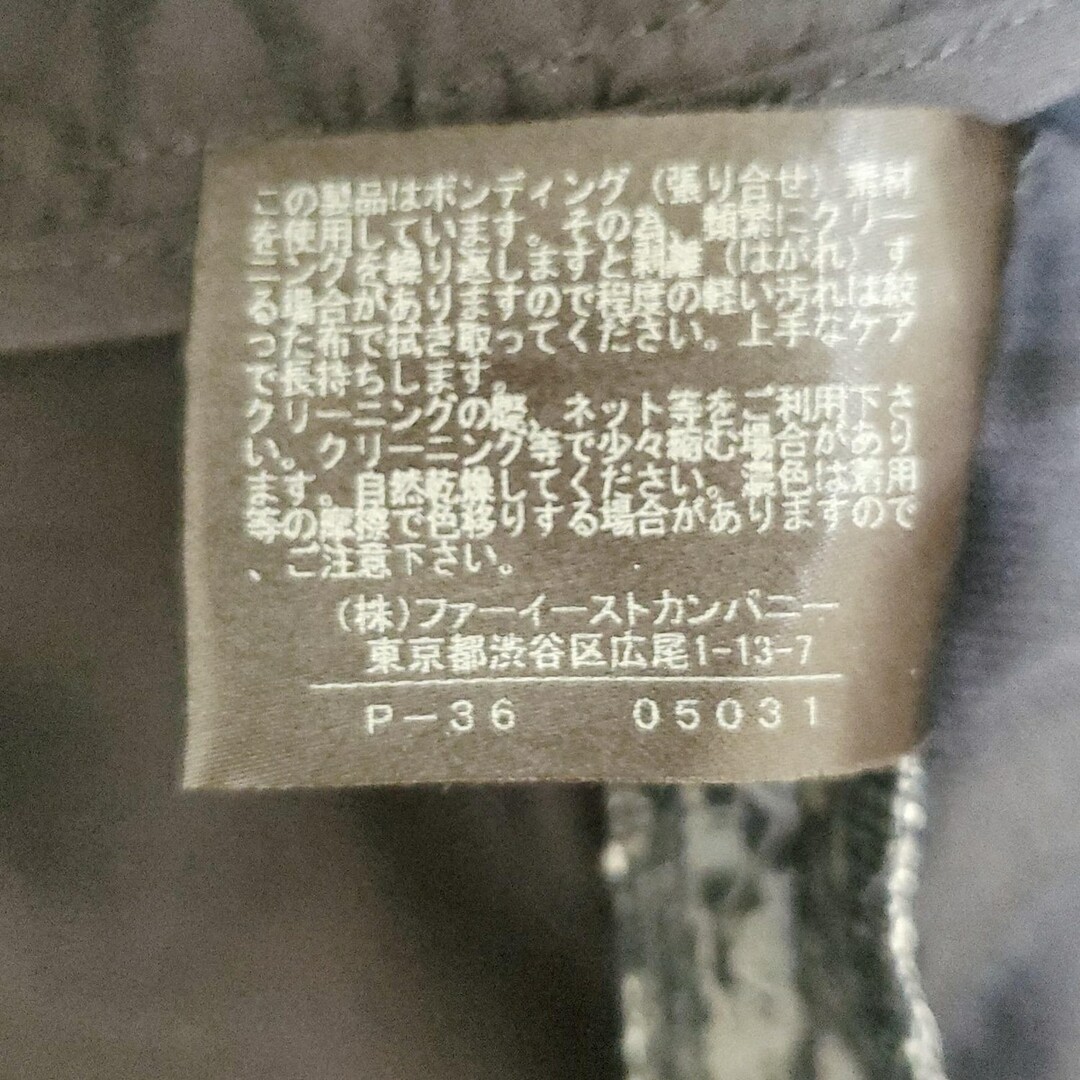 この製品はボンディング（張り合せ）素材
を使用しています。その為、頻繁にクリー
ニングを繰り返しますと剥離（はがれ）す
る場合がありますので程度の軽い汚れは絞
った布で拭き取ってください。上手なケア
で長持ちします。
クリーニングの際、ネット等をご利用下さ
い。クリーニング等で少々縮む場合があり
ます。自然乾燥してください。濃色は着用
等の摩擦で色移りする場合がありますので
、ご注意下さい。
(株)ファーイーストカンパニー
東京都渋谷区広尾1-13-7
P-36 05031